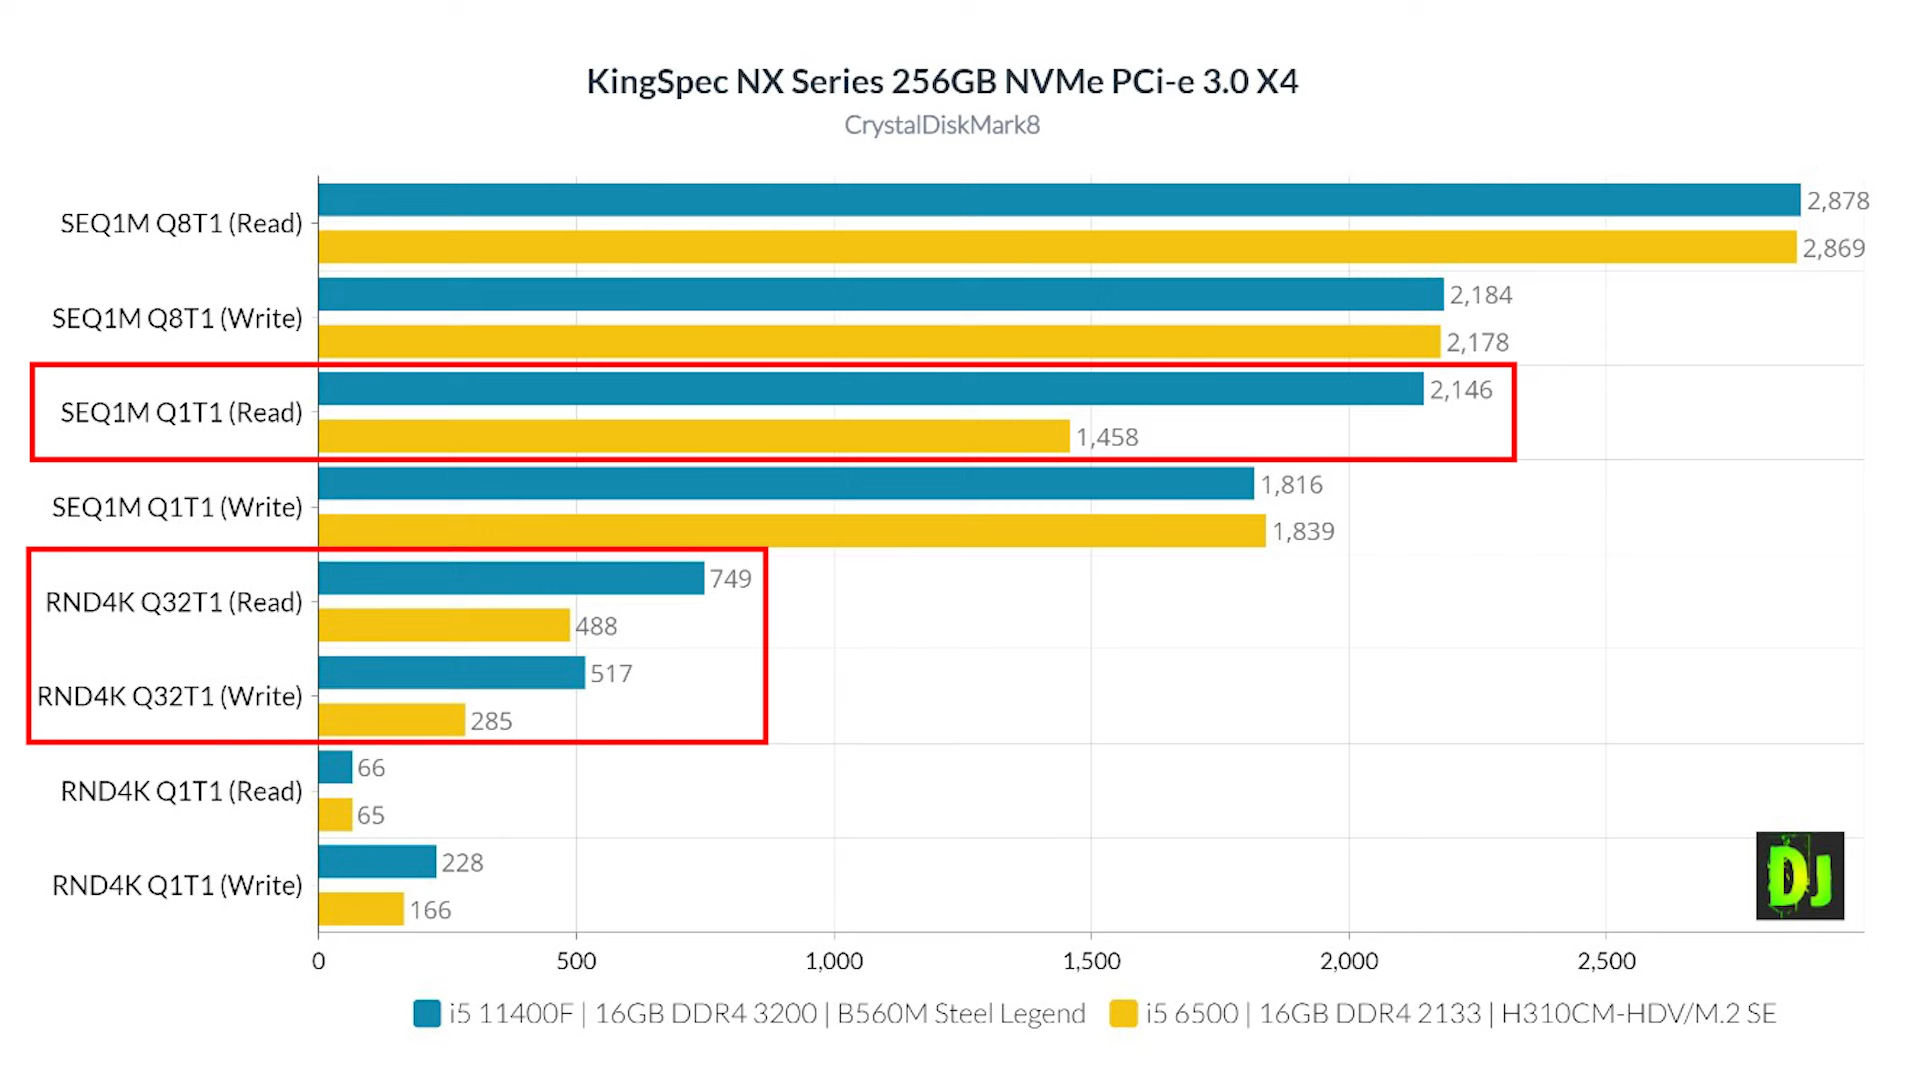 KingSpec NX Series 256GB NVMe PCi-e 3.0 X4
CrystalDiskMark8
SEQ1M Q8T1 (Read)
2,878
2,869
SEQ1M Q8T1 (Write)
2,184
2,178
SEQ1M Q1T1 (Read)
2,146
1,458
SEQ1M Q1T1 (Write)
1,816
1,839
RND4K Q32T1 (Read)
749
488
RND4K Q32T1 (Write)
517
285
RND4K Q1T1 (Read)
66
65
RND4K Q1T1 (Write)
228
166
DJ
0 500 1,000 1,500 2,000 2,500
i5 11400F | 16GB DDR4 3200 | B560M Steel Legend i5 6500 | 16GB DDR4 2133 | H310CM-HDV/M.2 SE